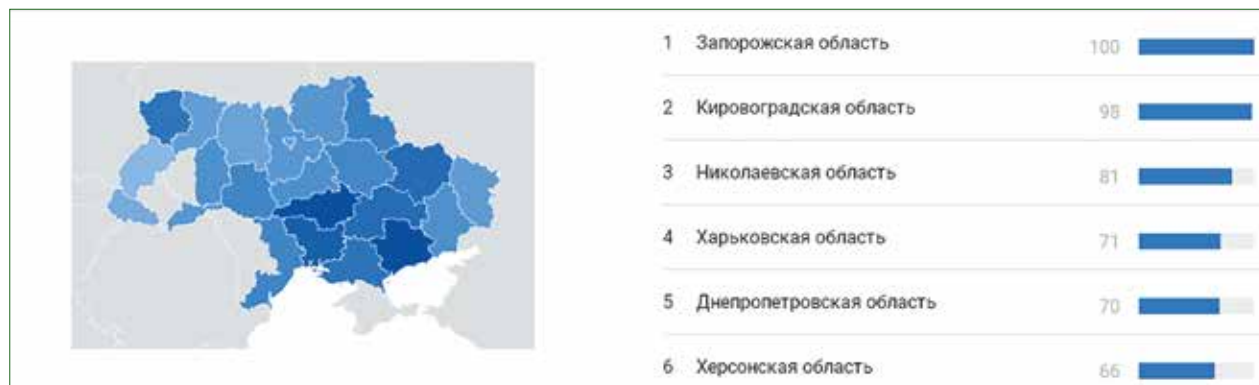 1 Запорожская область 100
2 Кировоградская область 98
3 Николаевская область 81
4 Харьковская область 71
5 Днепропетровская область 70
6 Херсонская область 66